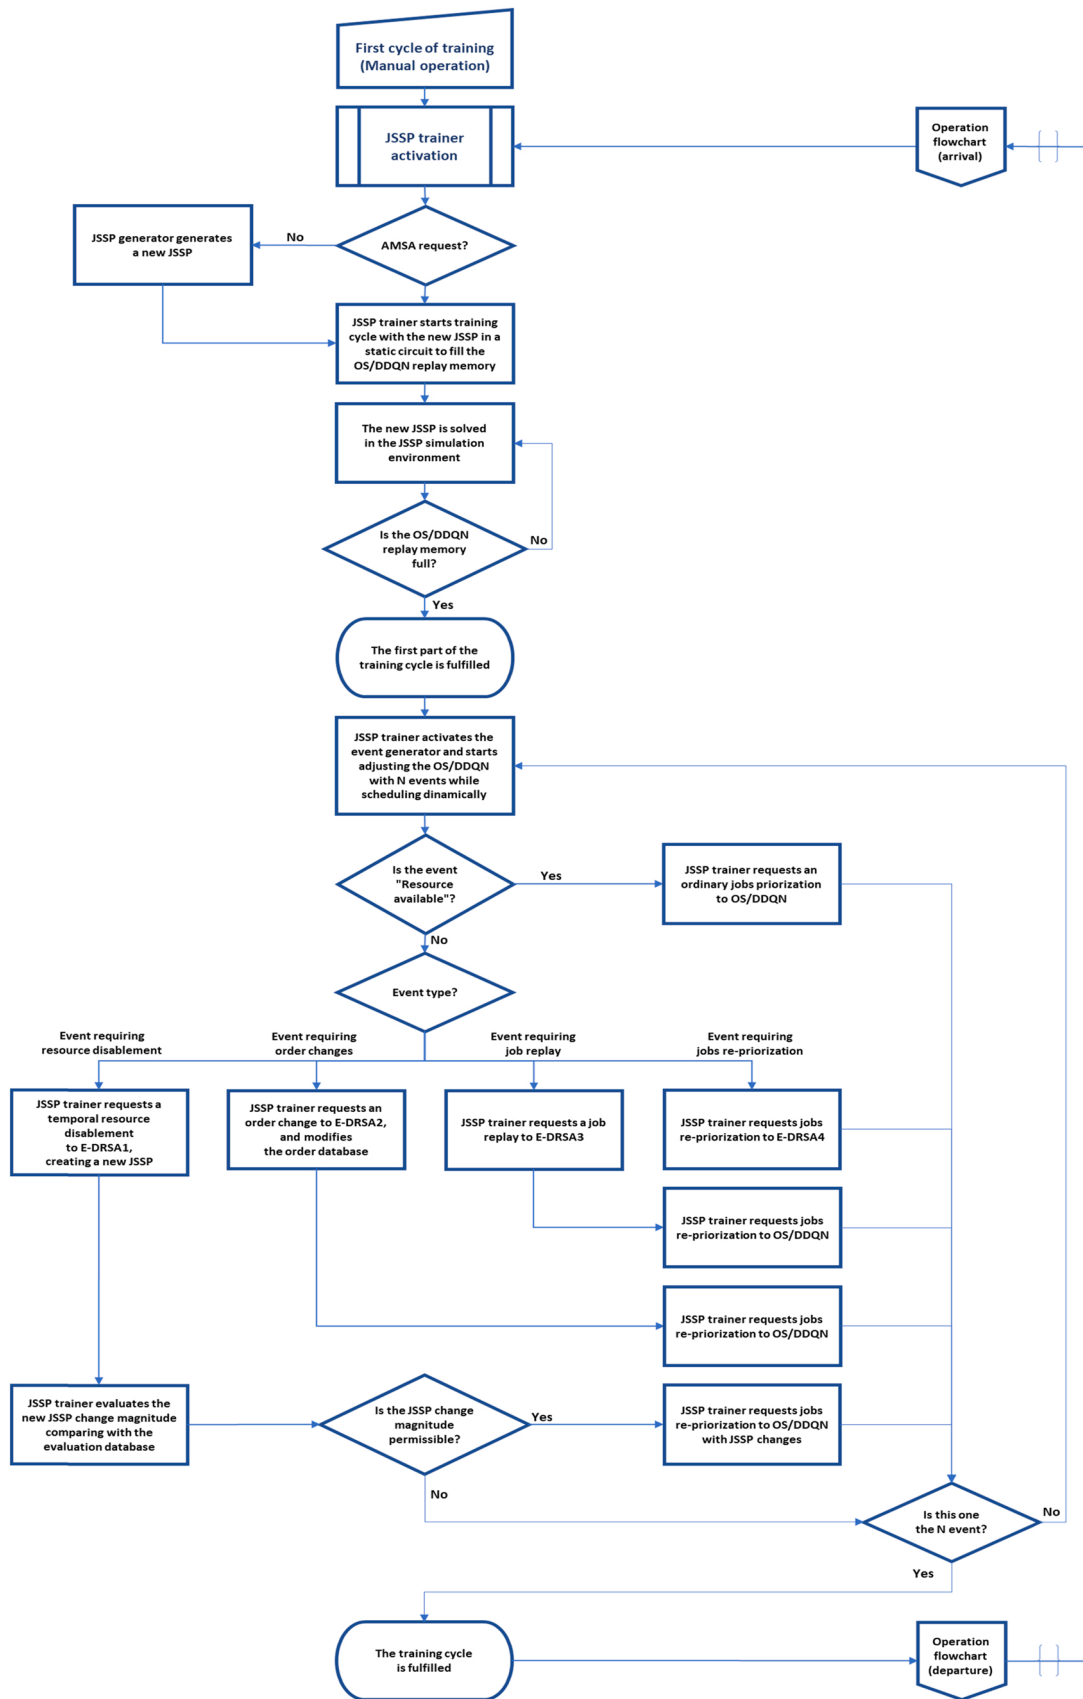 First cycle of training
(Manual operation)
JSSP trainer
activation
Operation
flowchart
(arrival)
JSSP generator generates
a new JSSP
No
AMSA request?
JSSP trainer starts training
cycle with the new JSSP in a
static circuit to fill the
OS/DDQN replay memory
The new JSSP is solved
in the JSSP simulation
environment
Is the OS/DDQN
replay memory
full?
No
Yes
The first part of the
training cycle is fulfilled
JSSP trainer activates the
event generator and starts
adjusting the OS/DDQN
with N events while
scheduling dinamically
Is the event
"Resource
available"?
Yes
JSSP trainer requests an
ordinary jobs priorization
to OS/DDQN
No
Event type?
Event requiring
resource disablement
Event requiring
order changes
Event requiring
job replay
Event requiring
jobs re-priorization
JSSP trainer requests a
temporal resource
disablement
to E-DRSA1,
creating a new JSSP
JSSP trainer requests an
order change to E-DRSA2,
and modifies
the order database
JSSP trainer requests a job
replay to E-DRSA3
JSSP trainer requests jobs
re-priorization to E-DRSA4
JSSP trainer requests jobs
re-priorization to OS/DDQN
JSSP trainer requests jobs
re-priorization to OS/DDQN
JSSP trainer evaluates the
new JSSP change magnitude
comparing with the
evaluation database
Is the JSSP change
magnitude
permissible?
Yes
JSSP trainer requests jobs
re-priorization to OS/DDQN
with JSSP changes
No
Is this one
the N event?
No
Yes
The training cycle
is fulfilled
Operation
flowchart
(departure)